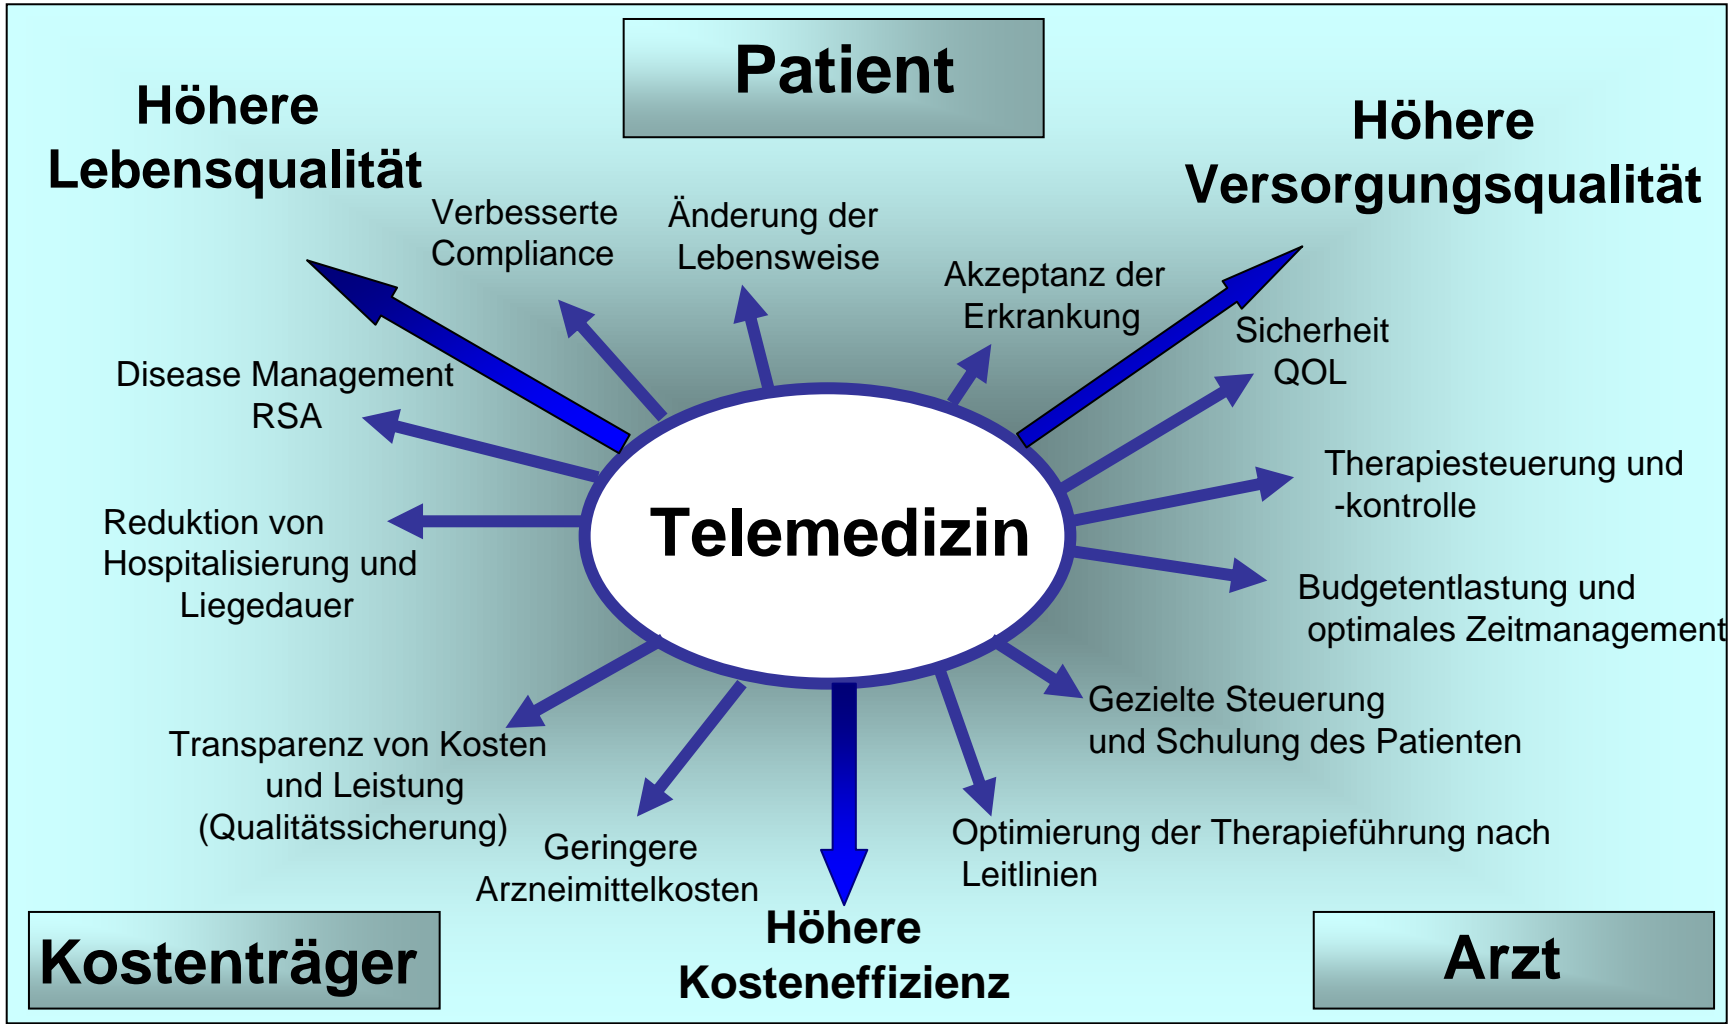 Patient
Höhere
Lebensqualität
Höhere
Versorgungsqualität
Verbesserte
Compliance
Änderung der
Lebensweise
Akzeptanz der
Erkrankung
Sicherheit
QOL
Disease Management
RSA
Therapiesteuerung und
-kontrolle
Reduktion von
Hospitalisierung und
Liegedauer
Telemedizin
Budgetentlastung und
optimales Zeitmanagement
Gezielte Steuerung
und Schulung des Patienten
Transparenz von Kosten
und Leistung
(Qualitätssicherung)
Geringere
Arzneimittelkosten
Optimierung der Therapieführung nach
Leitlinien
Höhere
Kosteneffizienz
Kostenträger
Arzt